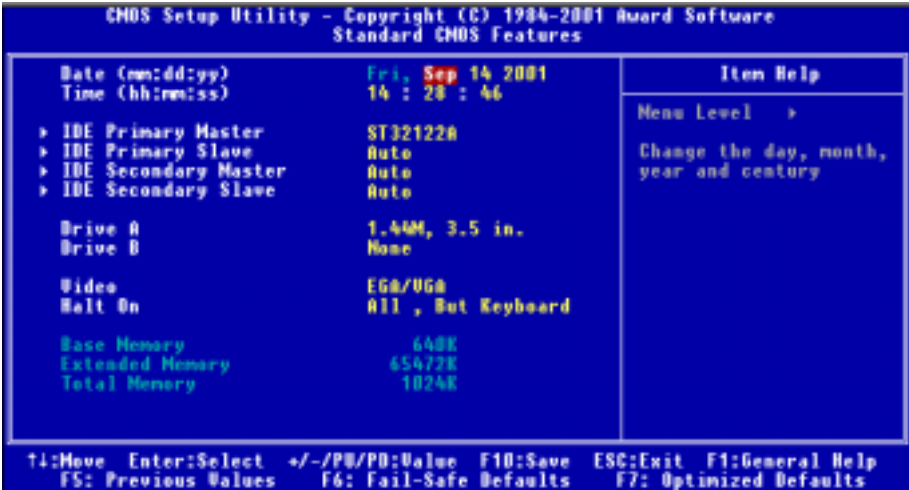 CMOS Setup Utility - Copyright (C) 1984-2001 Award Software
Standard CMOS Features
Date (mm:dd:yy) Fri, Sep 14 2001
Time (hh:mm:ss) 14 : 28 : 46
▸ IDE Primary Master ST32122A
▸ IDE Primary Slave Auto
▸ IDE Secondary Master Auto
▸ IDE Secondary Slave Auto
Drive A 1.44M, 3.5 in.
Drive B None
Video EGA/VGA
Halt On All , But Keyboard
Base Memory 640K
Extended Memory 65472K
Total Memory 1024K
Item Help
Menu Level ▸
Change the day, month,
year and century
↑↓:Move Enter:Select +/-/PU/PD:Value F10:Save ESC:Exit F1:General Help
F5: Previous Values F6: Fail-Safe Defaults F7: Optimized Defaults